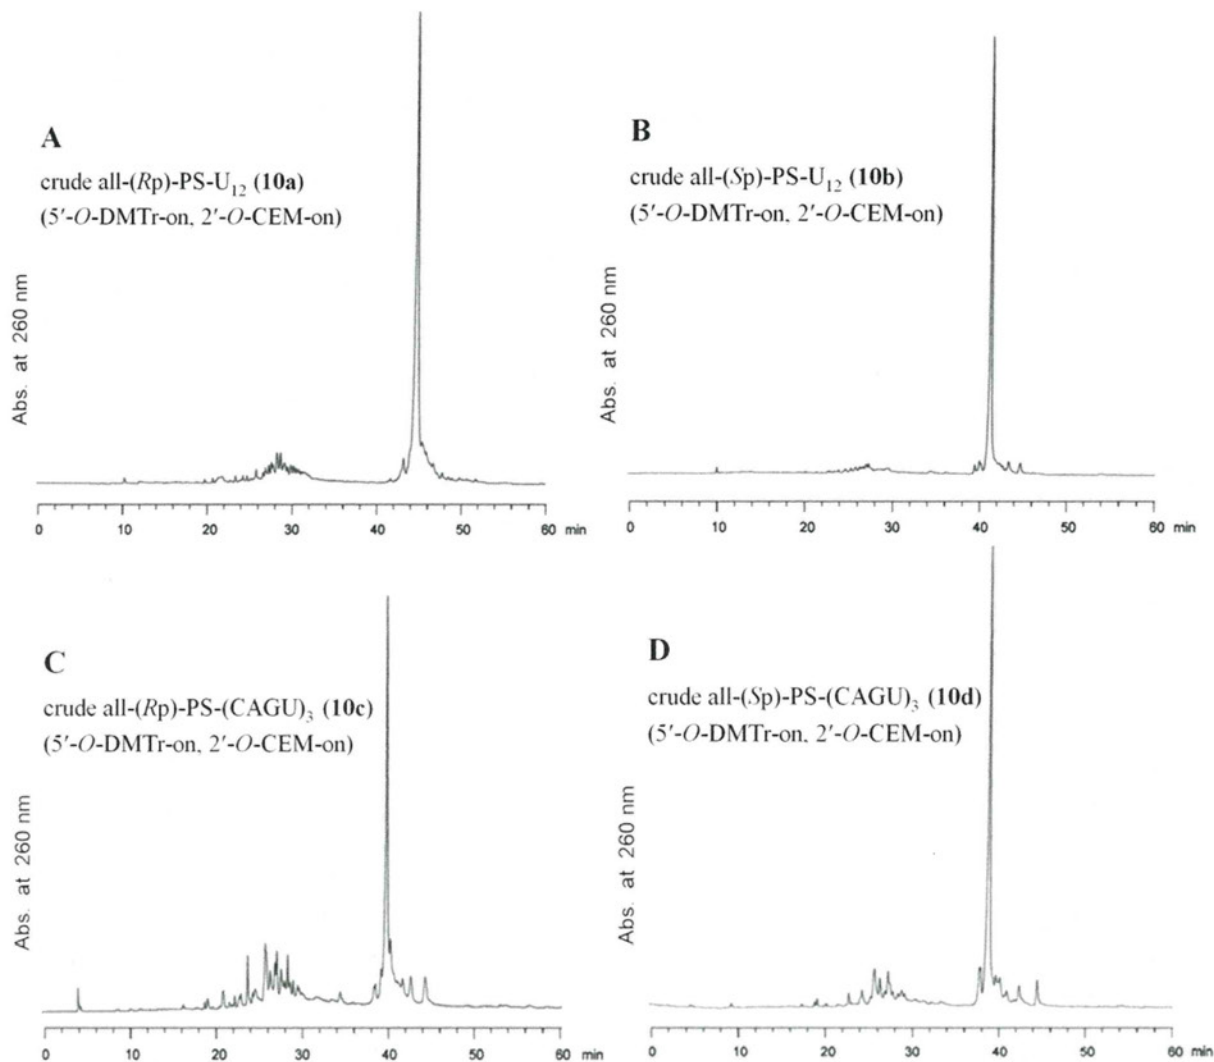 A
crude all-(Rp)-PS-U₁₂ (10a)
(5′-O-DMTr-on, 2′-O-CEM-on)
Abs. at 260 nm
0 10 20 30 40 50 60 min
B
crude all-(Sp)-PS-U₁₂ (10b)
(5′-O-DMTr-on, 2′-O-CEM-on)
Abs. at 260 nm
0 10 20 30 40 50 60 min
C
crude all-(Rp)-PS-(CAGU)₃ (10c)
(5′-O-DMTr-on, 2′-O-CEM-on)
Abs. at 260 nm
0 10 20 30 40 50 60 min
D
crude all-(Sp)-PS-(CAGU)₃ (10d)
(5′-O-DMTr-on, 2′-O-CEM-on)
Abs. at 260 nm
0 10 20 30 40 50 60 min